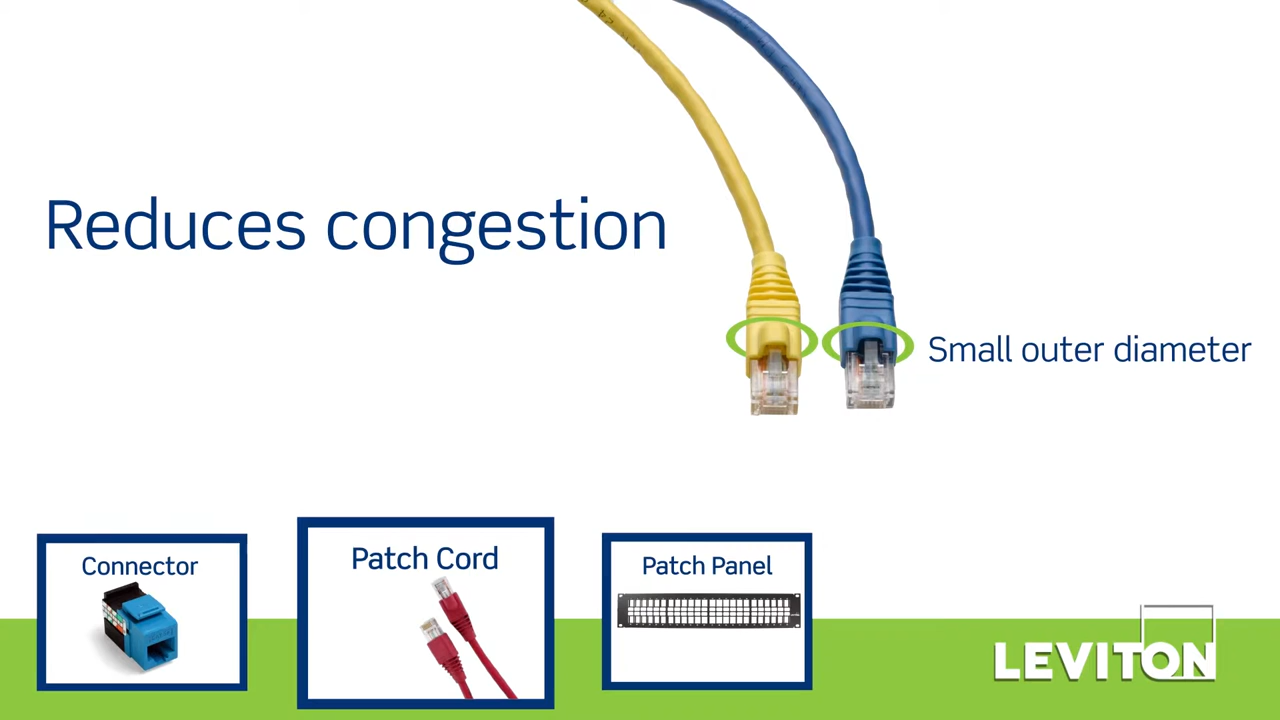 Reduces congestion
Small outer diameter
Connector
Patch Cord
Patch Panel
LEVITON